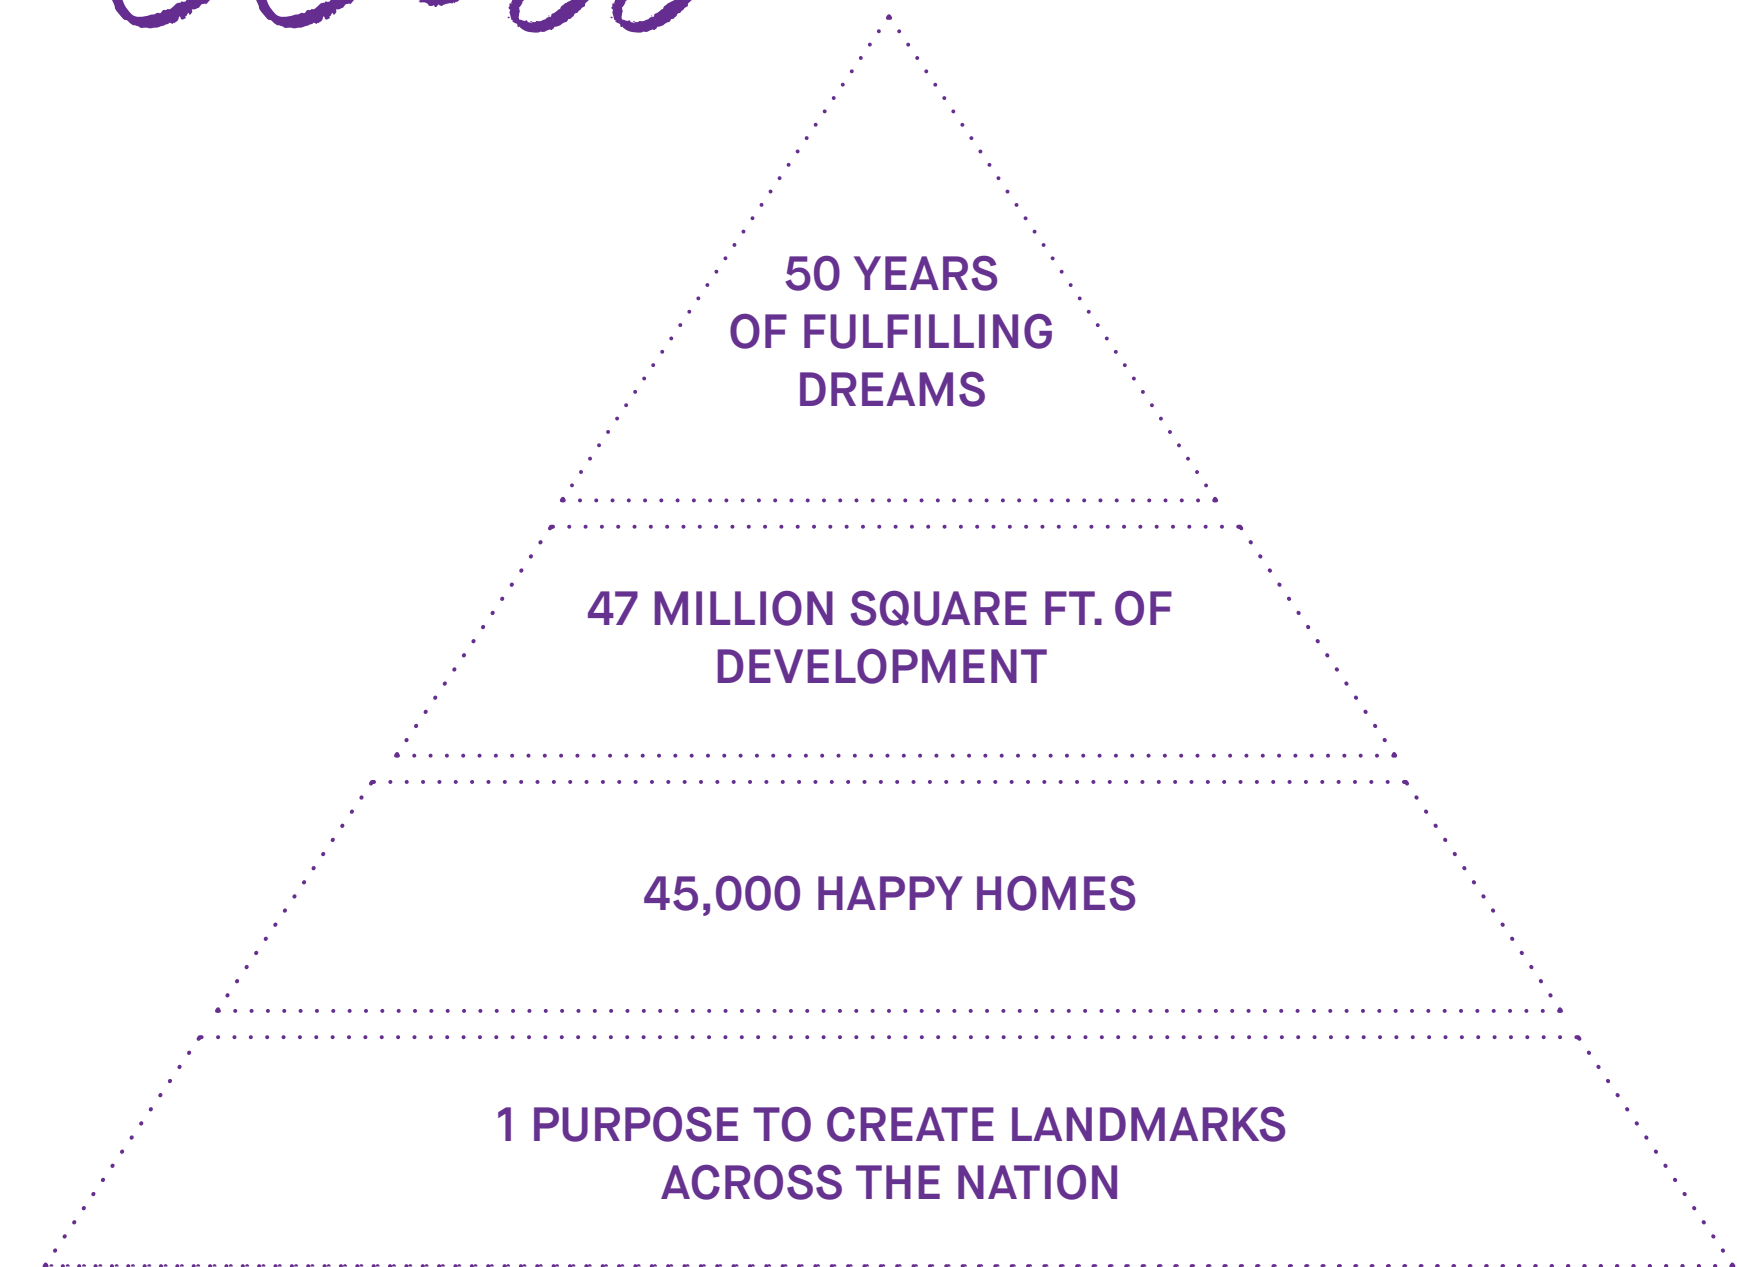 50 YEARS
OF FULFILLING
DREAMS
47 MILLION SQUARE FT. OF
DEVELOPMENT
45,000 HAPPY HOMES
1 PURPOSE TO CREATE LANDMARKS
ACROSS THE NATION